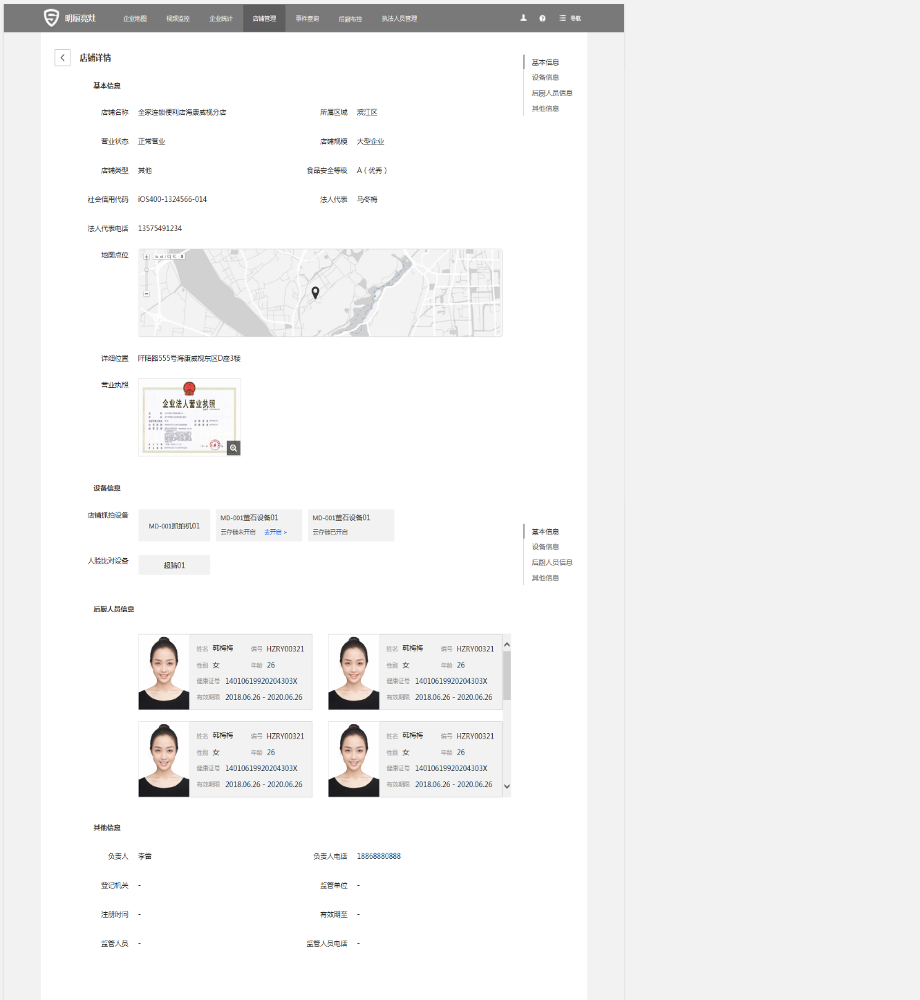 明厨亮灶 企业地图 视频监控 企业统计 店铺管理 事件查询 后厨布控 执法人员管理 导航
店铺详情
基本信息
设备信息
后厨人员信息
其他信息
基本信息
店铺名称 全家连锁便利店海康威视分店 所属区域 滨江区
营业状态 正常营业 店铺规模 大型企业
店铺类型 其他 食品安全等级 A（优秀）
社会信用代码 iOS400-1324566-014 法人代表 马冬梅
法人代表电话 13575491234
地图点位
详细位置 阡陌路555号海康威视东区D座3楼
营业执照
企业法人营业执照
设备信息
店铺抓拍设备 MD-001抓拍机01
MD-001萤石设备01
云存储未开启 去开启 >
MD-001萤石设备01
云存储已开启
人脸比对设备 超脑01
基本信息
设备信息
后厨人员信息
其他信息
后厨人员信息
姓名 韩梅梅 编号 HZRY00321
性别 女 年龄 26
健康证号 14010619920204303X
有效期限 2018.06.26 - 2020.06.26
姓名 韩梅梅 编号 HZRY00321
性别 女 年龄 26
健康证号 14010619920204303X
有效期限 2018.06.26 - 2020.06.26
姓名 韩梅梅 编号 HZRY00321
性别 女 年龄 26
健康证号 14010619920204303X
有效期限 2018.06.26 - 2020.06.26
姓名 韩梅梅 编号 HZRY00321
性别 女 年龄 26
健康证号 14010619920204303X
有效期限 2018.06.26 - 2020.06.26
其他信息
负责人 李雷 负责人电话 18868880888
登记机关 - 监管单位 -
注册时间 - 有效期至 -
监管人员 - 监管人员电话 -